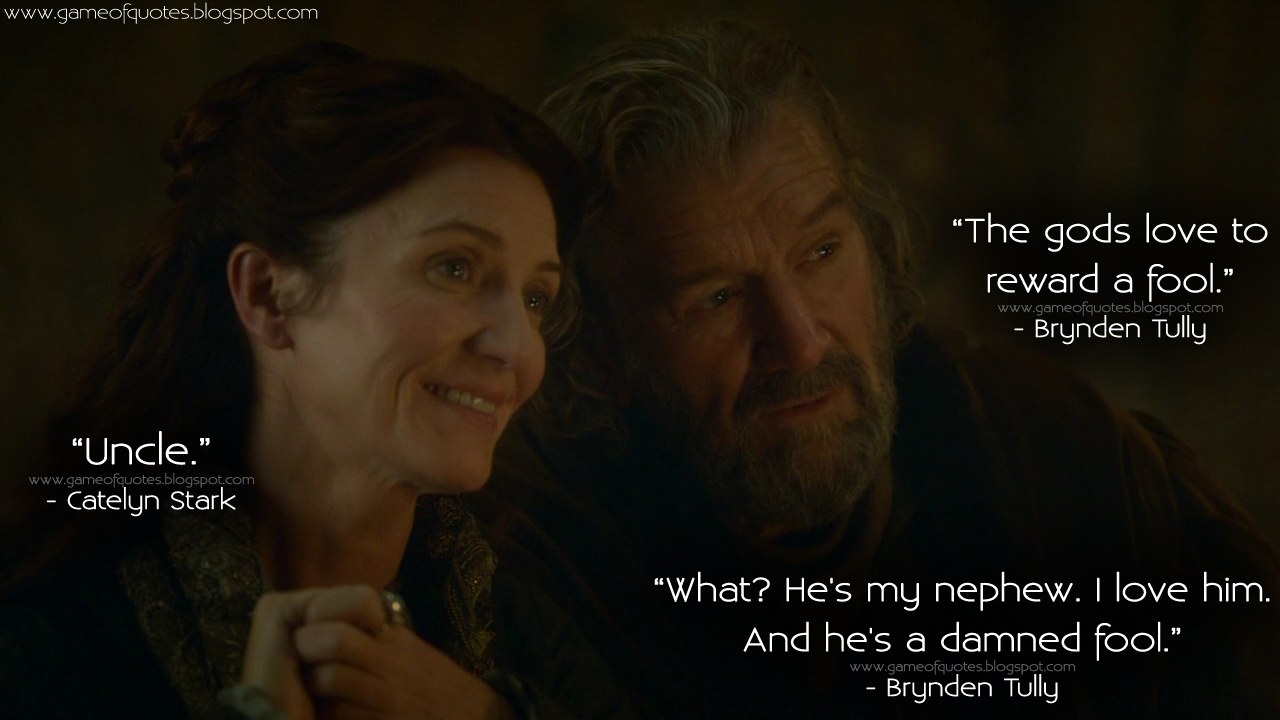 www.gameofquotes.blogspot.com
“The gods love to
reward a fool.”
www.gameofquotes.blogspot.com
- Brynden Tully
“Uncle.”
www.gameofquotes.blogspot.com
- Catelyn Stark
“What? He's my nephew. I love him.
And he's a damned fool.”
www.gameofquotes.blogspot.com
- Brynden Tully